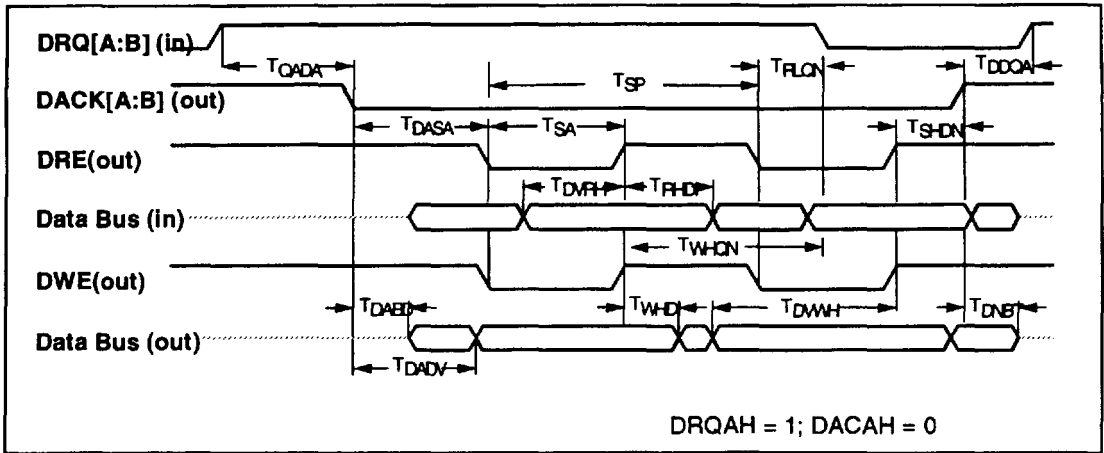 DRQ[A:B] (in)
TQADA
TSP
TRLQN
TDDQA
DACK[A:B] (out)
TDASA
TSA
TSHDN
DRE(out)
TDVRH
TRHD
Data Bus (in)
TWHQN
DWE(out)
TDABD
TWHD
TDVWH
TDNB
Data Bus (out)
TDADV
DRQAH = 1; DACAH = 0